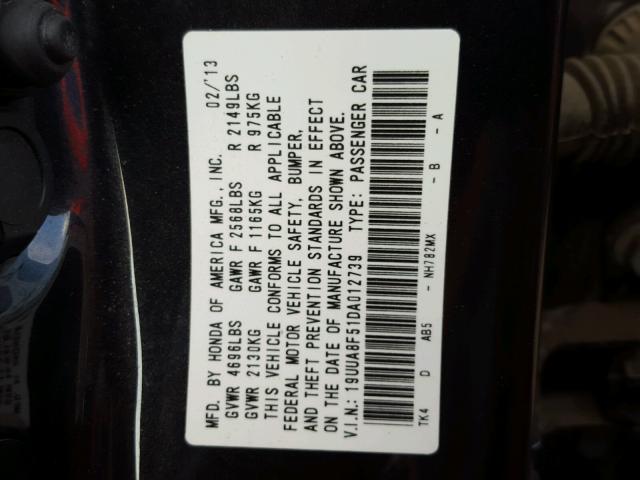 MFD. BY HONDA OF AMERICA MFG., INC. 02/'13
GVWR 4696LBS GAWR F 2568LBS R 2149LBS
GVWR 2130KG GAWR F 1165KG R 975KG
THIS VEHICLE CONFORMS TO ALL APPLICABLE
FEDERAL MOTOR VEHICLE SAFETY, BUMPER,
AND THEFT PREVENTION STANDARDS IN EFFECT
ON THE DATE OF MANUFACTURE SHOWN ABOVE.
V.I.N.: 19UUA8F51DA012739 TYPE: PASSENGER CAR
TK4 D AB5 - NH782MX - B - A